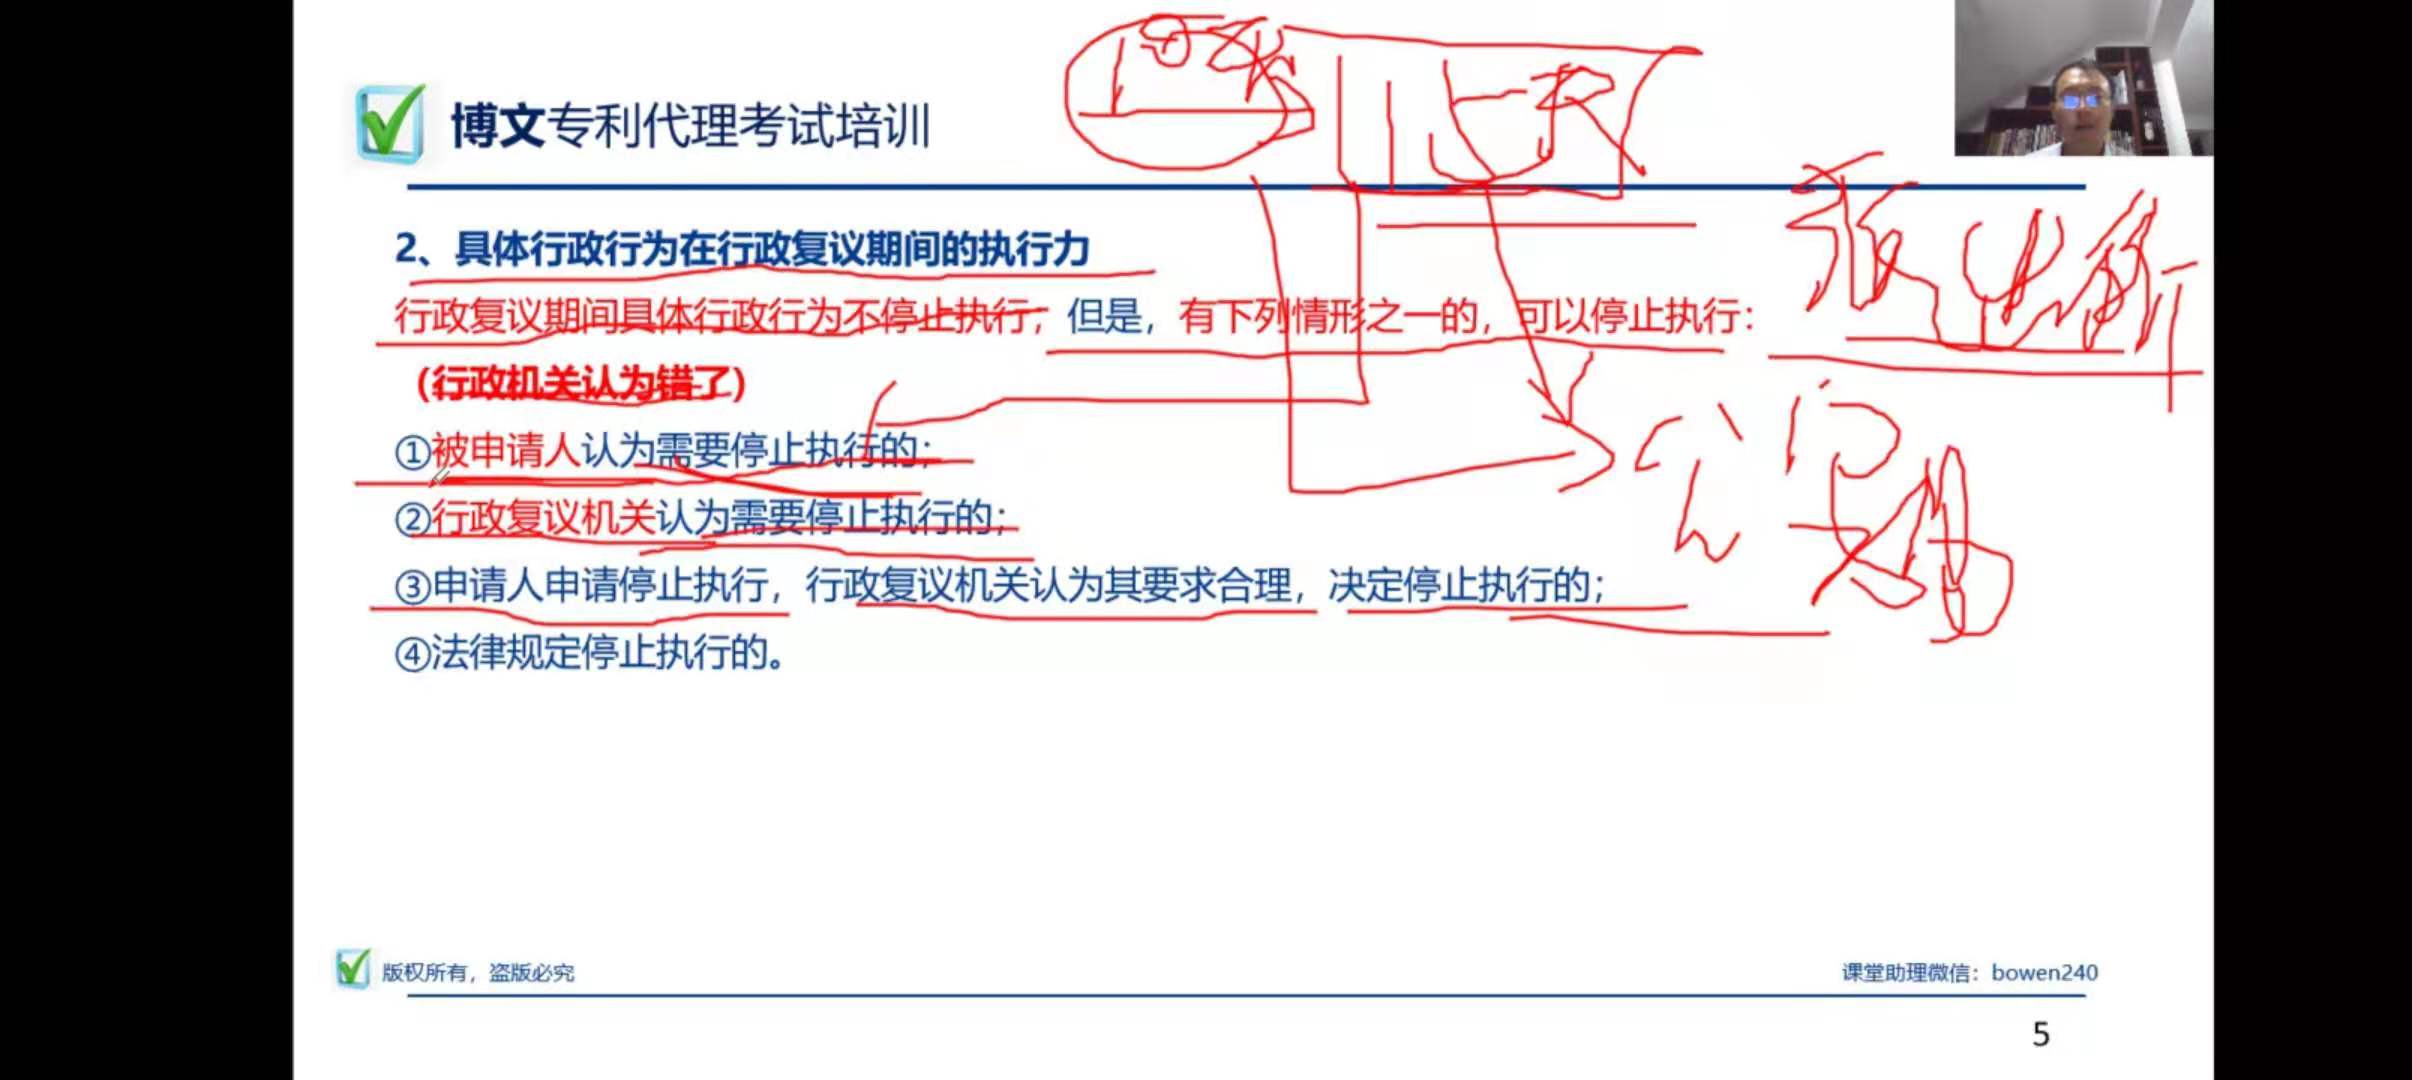 博文专利代理考试培训
2、具体行政行为在行政复议期间的执行力
行政复议期间具体行政行为不停止执行；但是，有下列情形之一的，可以停止执行：
（行政机关认为错了）
①被申请人认为需要停止执行的；
②行政复议机关认为需要停止执行的；
③申请人申请停止执行，行政复议机关认为其要求合理，决定停止执行的；
④法律规定停止执行的。
版权所有，盗版必究
课堂助理微信：bowen240
5